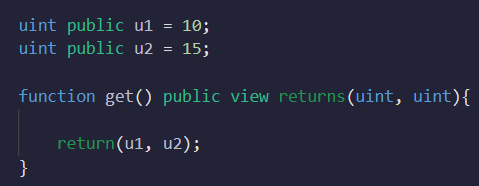 uint public u1 = 10;
uint public u2 = 15;
function get() public view returns(uint, uint){
return(u1, u2);
}